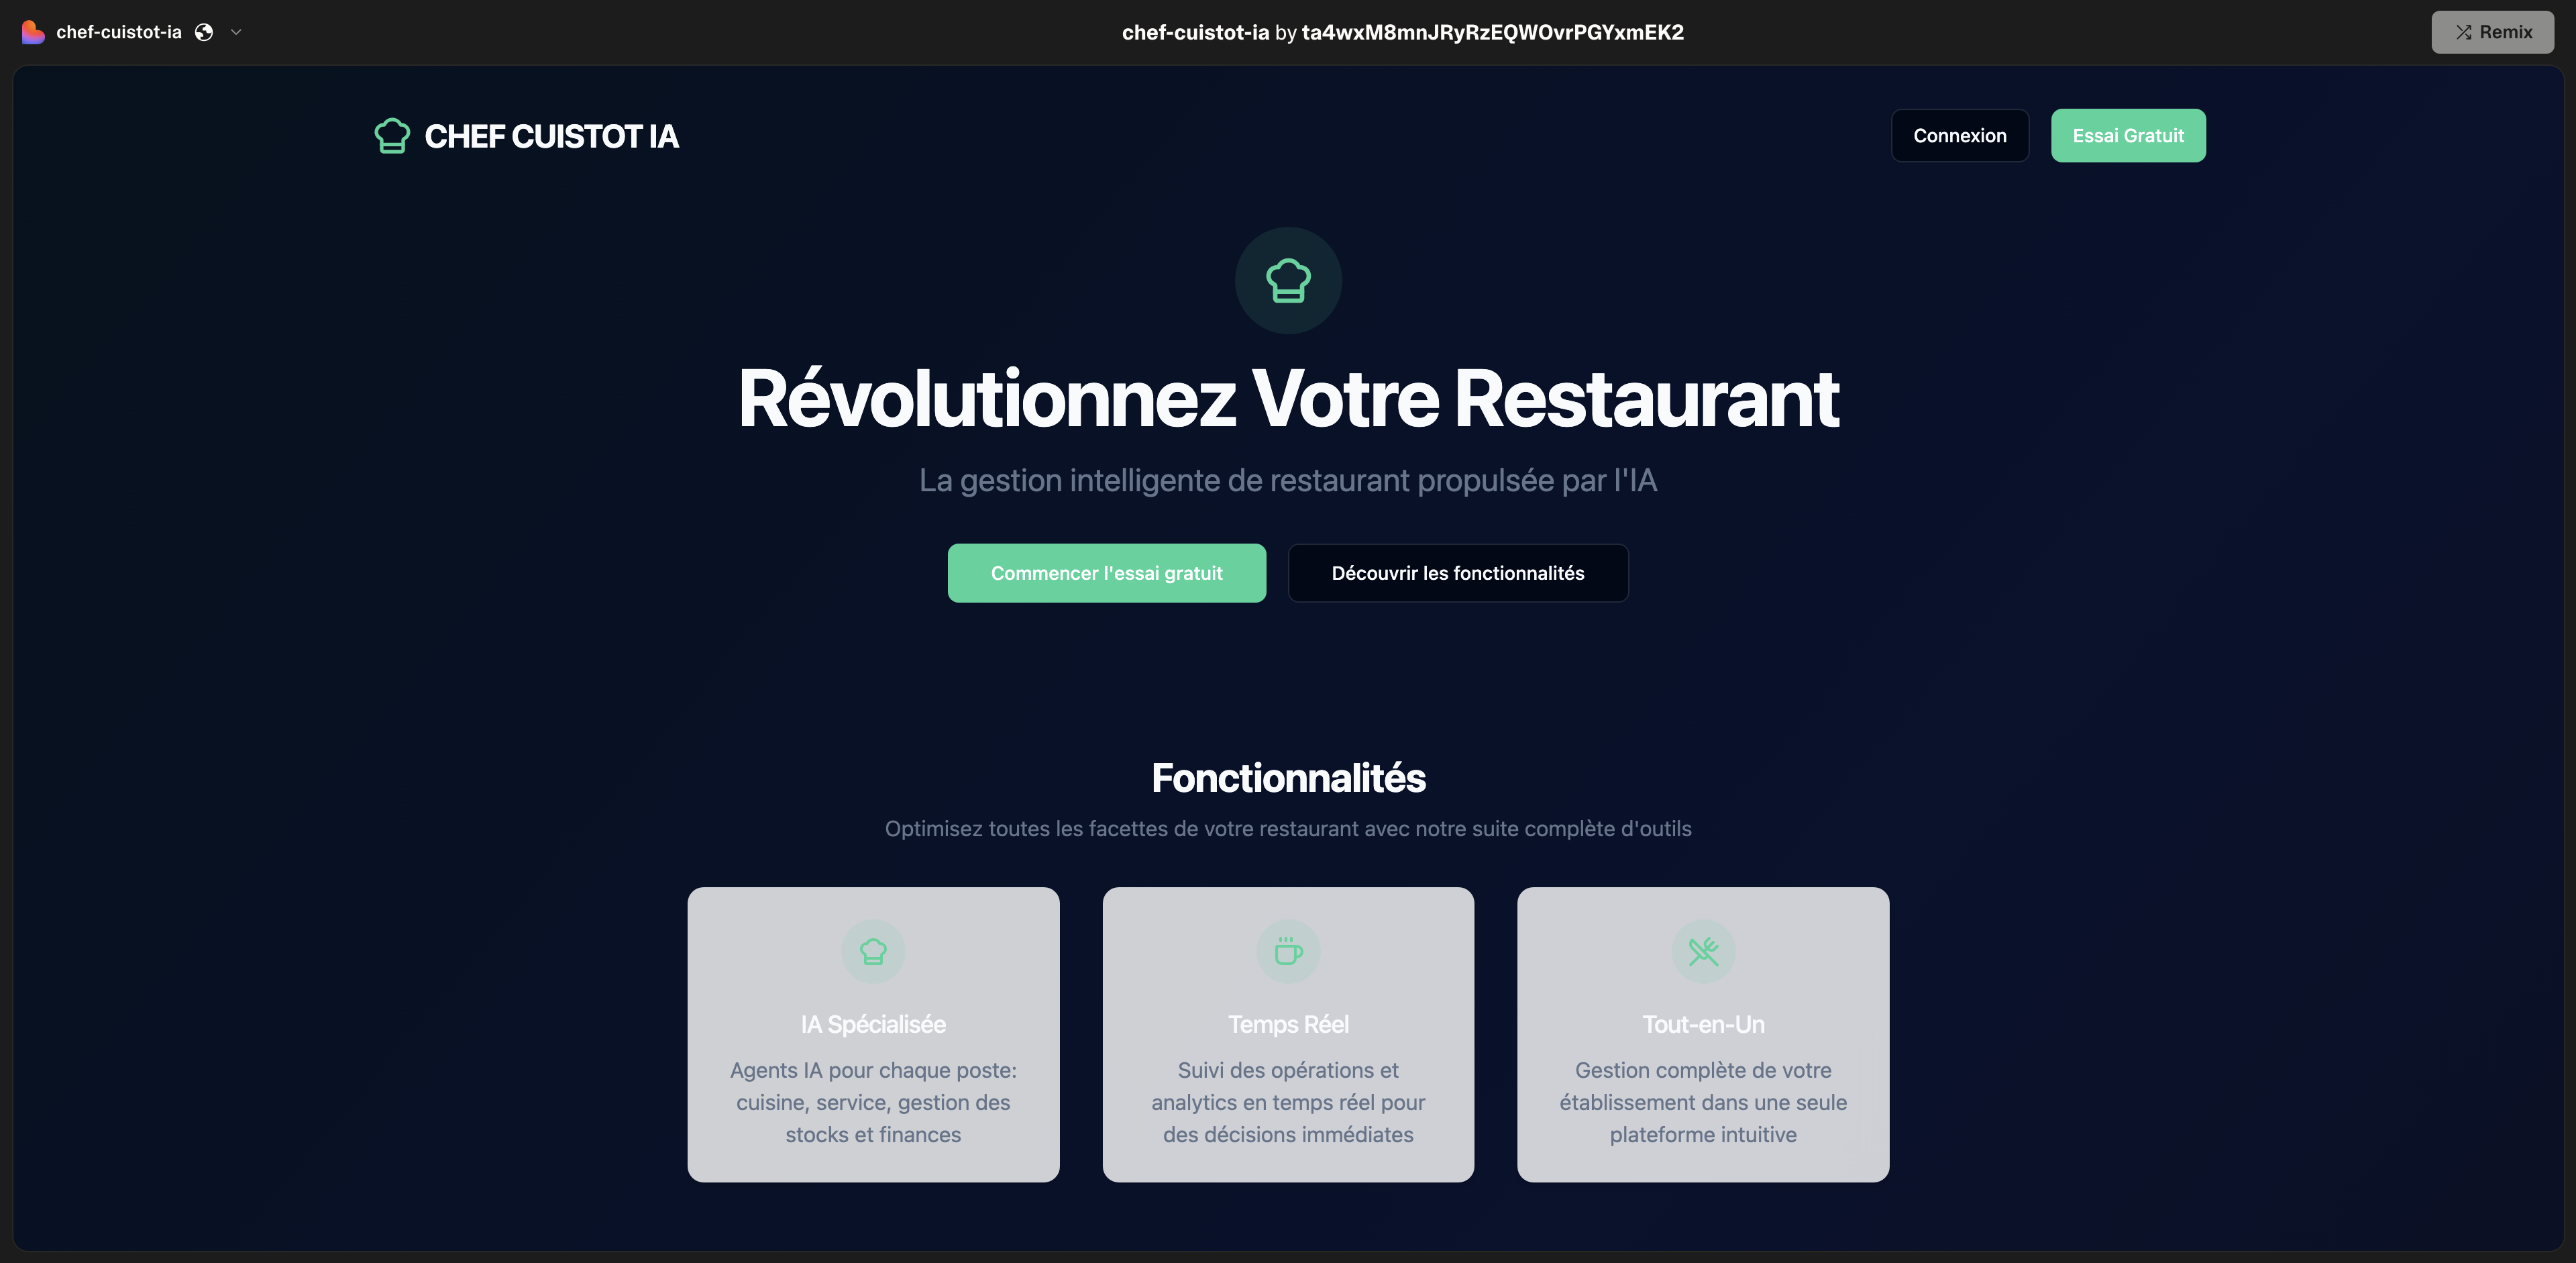 chef-cuistot-ia
chef-cuistot-ia by ta4wxM8mnJRyRzEQWOvrPGYxmEK2
Remix
CHEF CUISTOT IA
Connexion
Essai Gratuit
Révolutionnez Votre Restaurant
La gestion intelligente de restaurant propulsée par l'IA
Commencer l'essai gratuit
Découvrir les fonctionnalités
Fonctionnalités
Optimisez toutes les facettes de votre restaurant avec notre suite complète d'outils
IA Spécialisée
Agents IA pour chaque poste:
cuisine, service, gestion des
stocks et finances
Temps Réel
Suivi des opérations et
analytics en temps réel pour
des décisions immédiates
Tout-en-Un
Gestion complète de votre
établissement dans une seule
plateforme intuitive